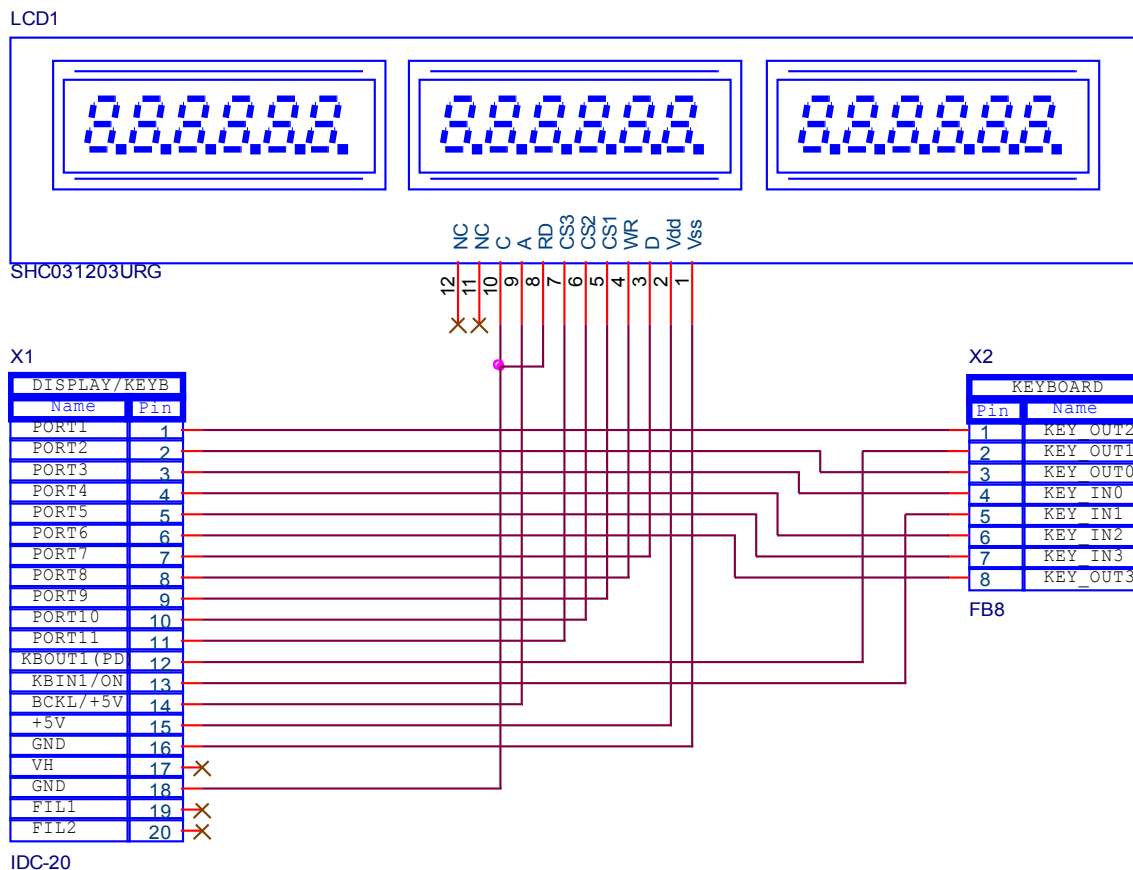 LCD1
NC NC C A RD CS3 CS2 CS1 WR D Vdd Vss
SHC031203URG
12 11 10 9 8 7 6 5 4 3 2 1
X1
DISPLAY/KEYB
Name Pin
PORT1 1
PORT2 2
PORT3 3
PORT4 4
PORT5 5
PORT6 6
PORT7 7
PORT8 8
PORT9 9
PORT10 10
PORT11 11
KBOUT1(PD 12
KBIN1/ON 13
BCKL/+5V 14
+5V 15
GND 16
VH 17
GND 18
FIL1 19
FIL2 20
IDC-20
X2
KEYBOARD
Pin Name
1 KEY_OUT2
2 KEY_OUT1
3 KEY_OUT0
4 KEY_IN0
5 KEY_IN1
6 KEY_IN2
7 KEY_IN3
8 KEY_OUT3
FB8